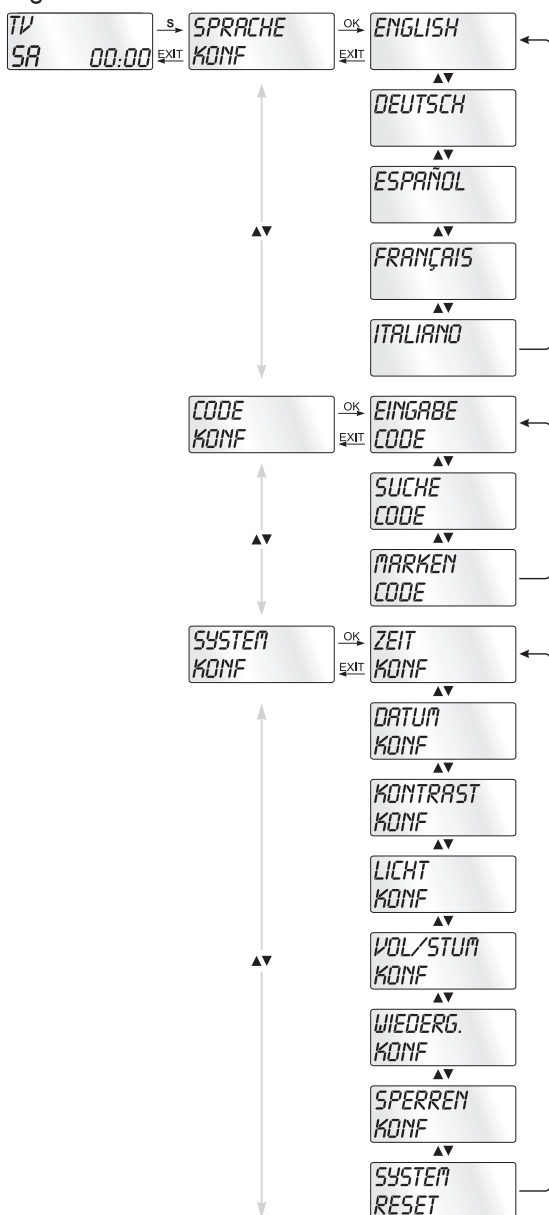 TV
SA 00:00
S
EXIT
SPRACHE
KONF
OK
EXIT
ENGLISH
▲▼
DEUTSCH
▲▼
ESPAÑOL
▲▼
▲▼
FRANÇAIS
▲▼
ITALIANO
CODE
KONF
OK
EXIT
EINGABE
CODE
▲▼
SUCHE
CODE
▲▼
▲▼
MARKEN
CODE
SYSTEM
KONF
OK
EXIT
ZEIT
KONF
▲▼
DATUM
KONF
▲▼
KONTRAST
KONF
▲▼
LICHT
KONF
▲▼
VOL/STUM
KONF
▲▼
▲▼
WIEDERG.
KONF
▲▼
SPERREN
KONF
▲▼
SYSTEM
RESET